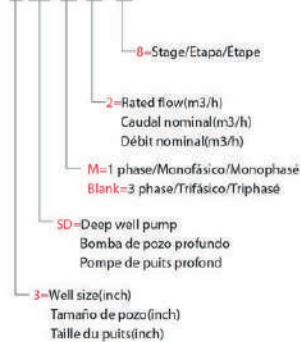 8=Stage/Etapa/Étape
2=Rated flow(m3/h)
Caudal nominal(m3/h)
Débit nominal(m3/h)
M=1 phase/Monofásico/Monophasé
Blank=3 phase/Trifásico/Triphasé
SD=Deep well pump
Bomba de pozo profundo
Pompe de puits profond
3=Well size(inch)
Tamaño de pozo(inch)
Taille du puits(inch)